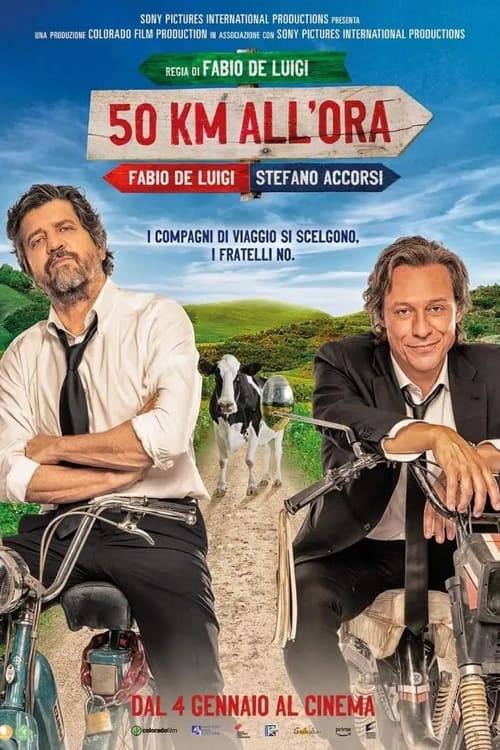 SONY PICTURES INTERNATIONAL PRODUCTIONS PRESENTA
UNA PRODUZIONE COLORADO FILM PRODUCTION IN ASSOCIAZIONE CON SONY PICTURES INTERNATIONAL PRODUCTIONS
REGIA DI FABIO DE LUIGI
50 KM ALL'ORA
FABIO DE LUIGI STEFANO ACCORSI
I COMPAGNI DI VIAGGIO SI SCELGONO,
I FRATELLI NO.
DAL 4 GENNAIO AL CINEMA
coloradofilm prime